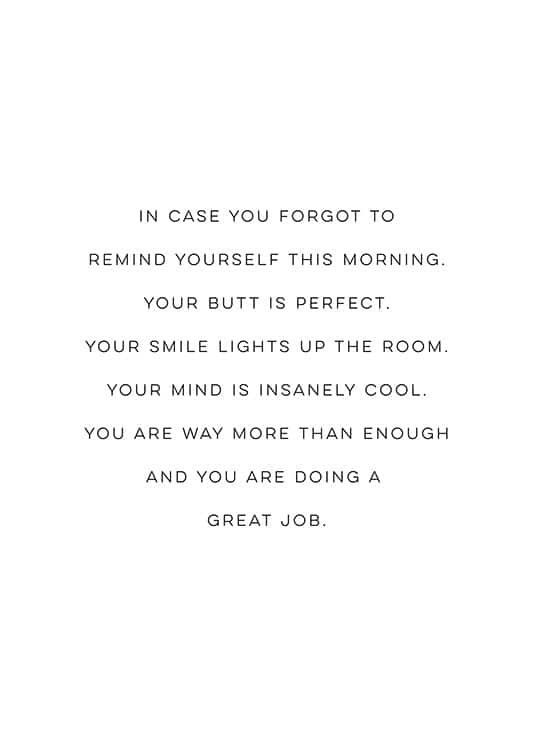 IN CASE YOU FORGOT TO
REMIND YOURSELF THIS MORNING.
YOUR BUTT IS PERFECT.
YOUR SMILE LIGHTS UP THE ROOM.
YOUR MIND IS INSANELY COOL.
YOU ARE WAY MORE THAN ENOUGH
AND YOU ARE DOING A
GREAT JOB.